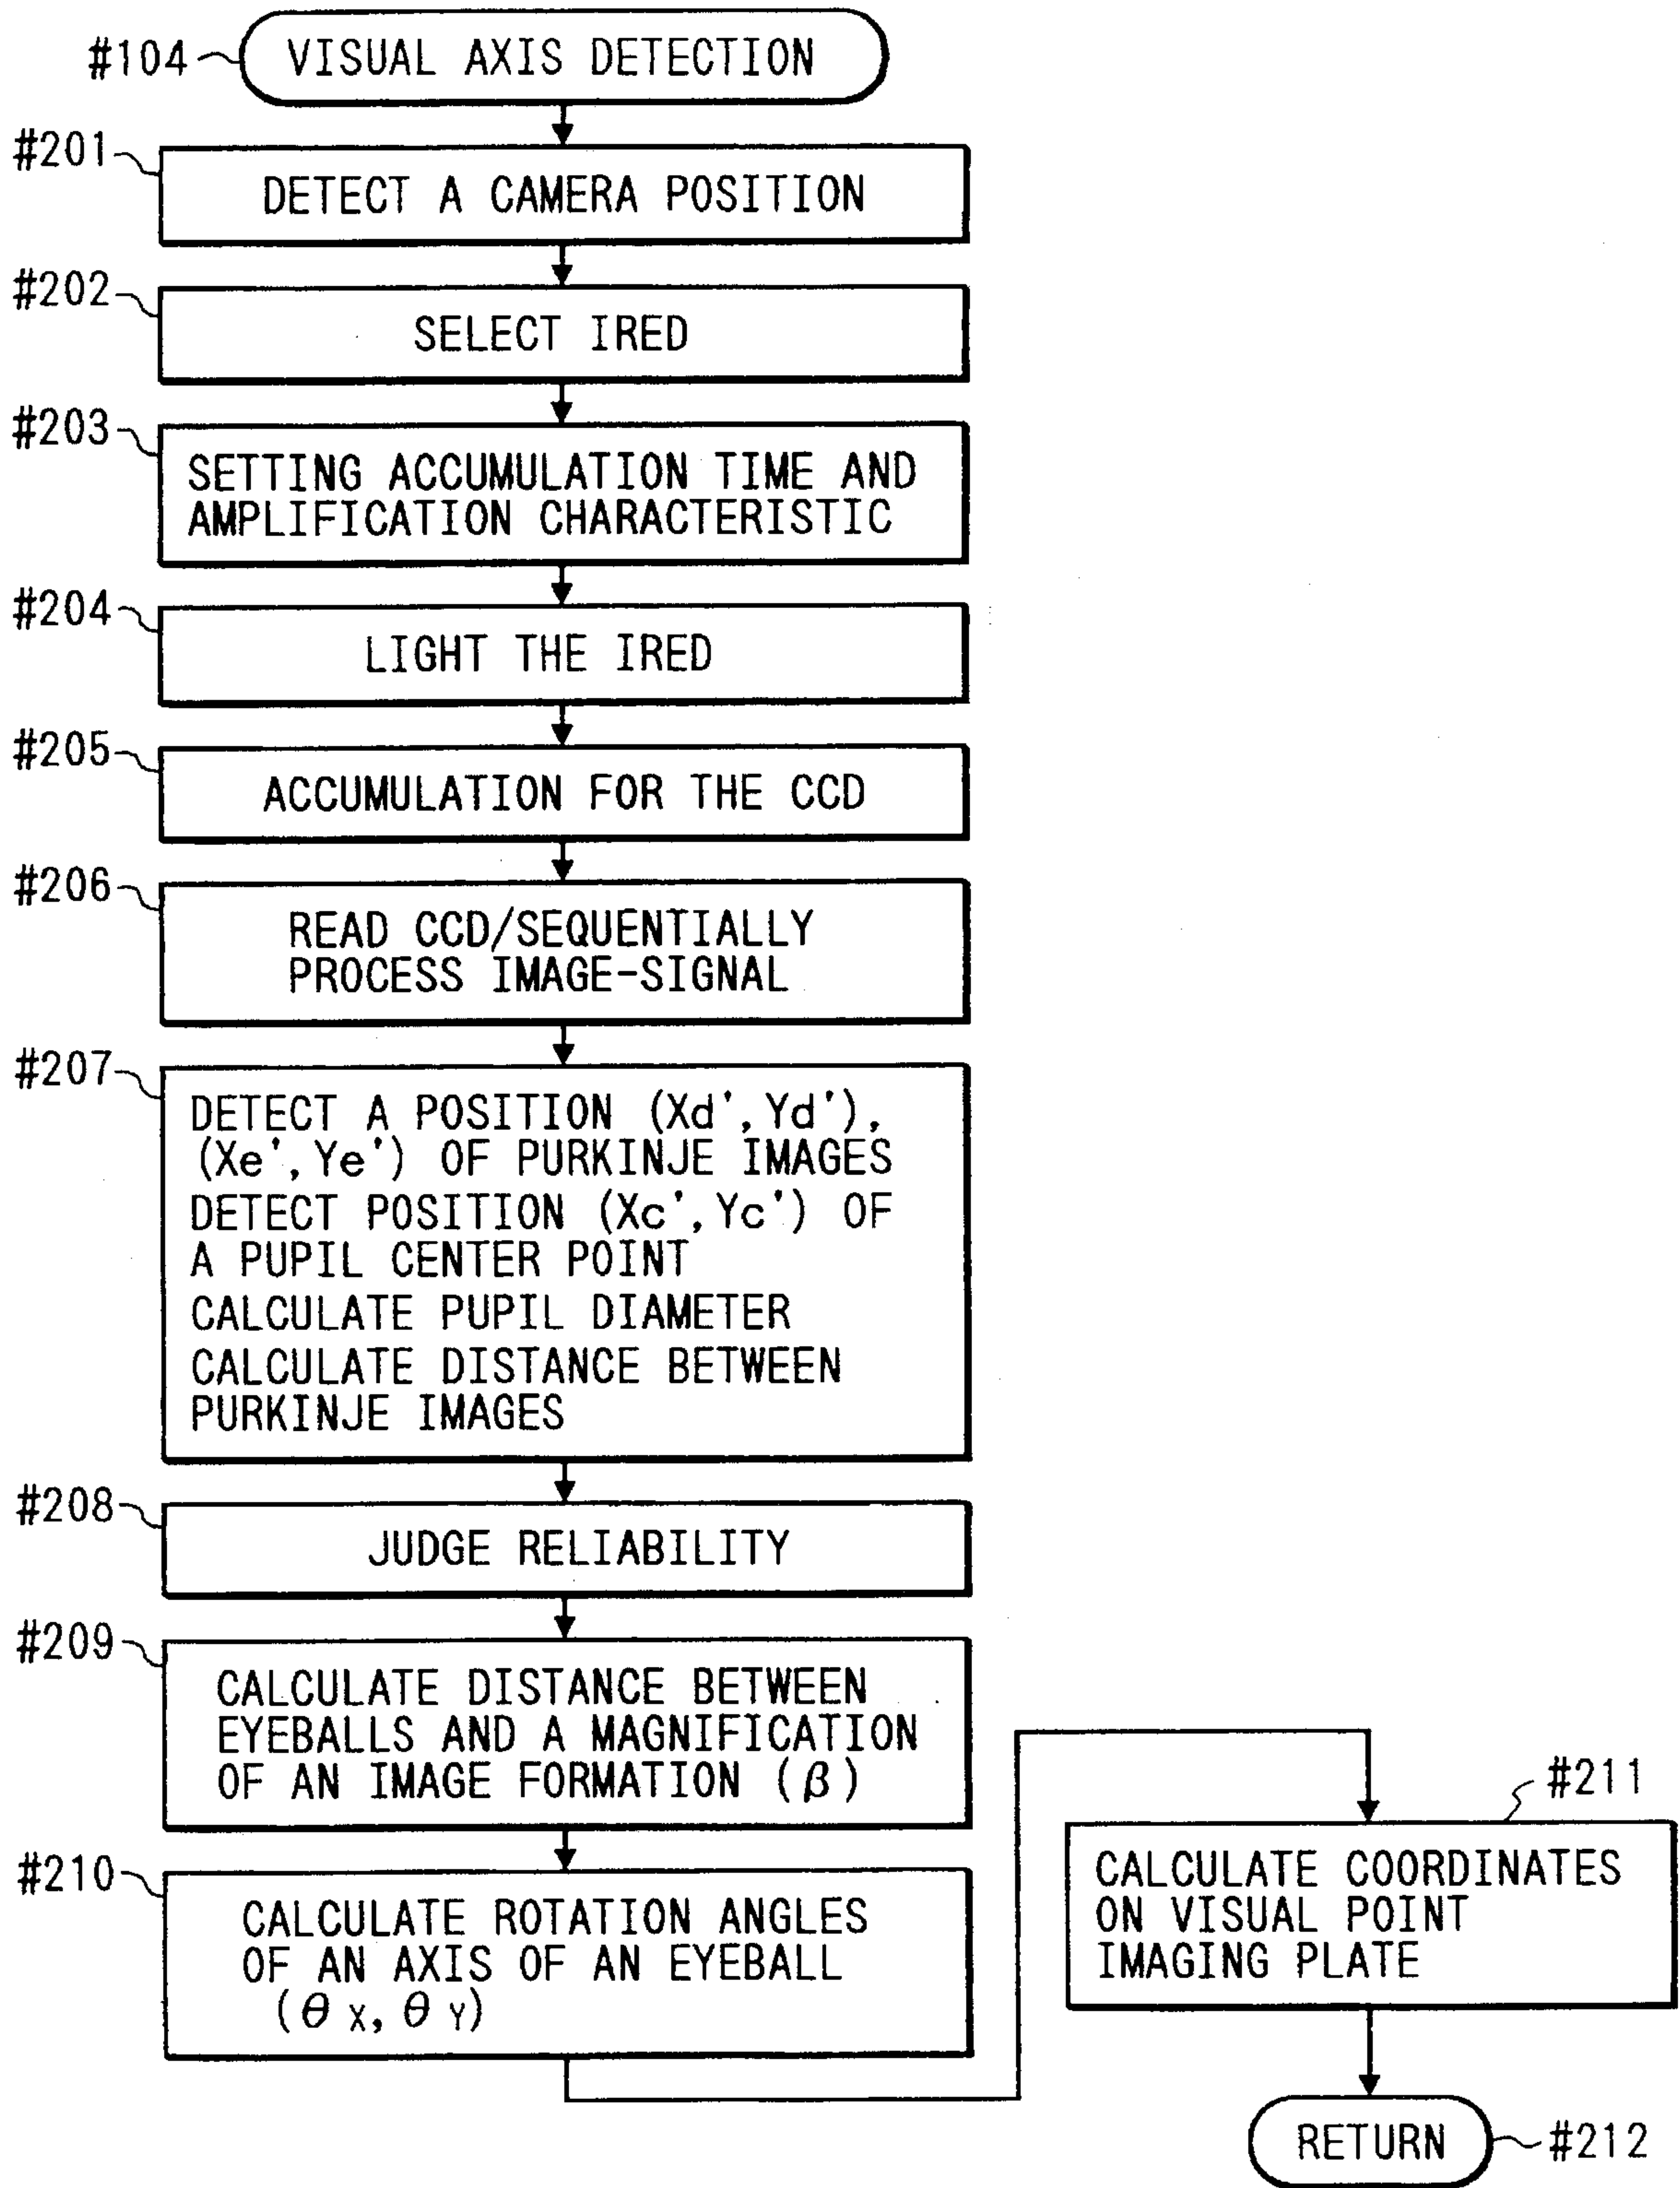 #104
VISUAL AXIS DETECTION
#201
DETECT A CAMERA POSITION
#202
SELECT IRED
#203
SETTING ACCUMULATION TIME AND
AMPLIFICATION CHARACTERISTIC
#204
LIGHT THE IRED
#205
ACCUMULATION FOR THE CCD
#206
READ CCD/SEQUENTIALLY
PROCESS IMAGE-SIGNAL
#207
DETECT A POSITION (Xd',Yd'),
(Xe',Ye') OF PURKINJE IMAGES
DETECT POSITION (Xc',Yc') OF
A PUPIL CENTER POINT
CALCULATE PUPIL DIAMETER
CALCULATE DISTANCE BETWEEN
PURKINJE IMAGES
#208
JUDGE RELIABILITY
#209
CALCULATE DISTANCE BETWEEN
EYEBALLS AND A MAGNIFICATION
OF AN IMAGE FORMATION (β)
#210
CALCULATE ROTATION ANGLES
OF AN AXIS OF AN EYEBALL
(θ X, θ Y)
#211
CALCULATE COORDINATES
ON VISUAL POINT
IMAGING PLATE
RETURN
#212